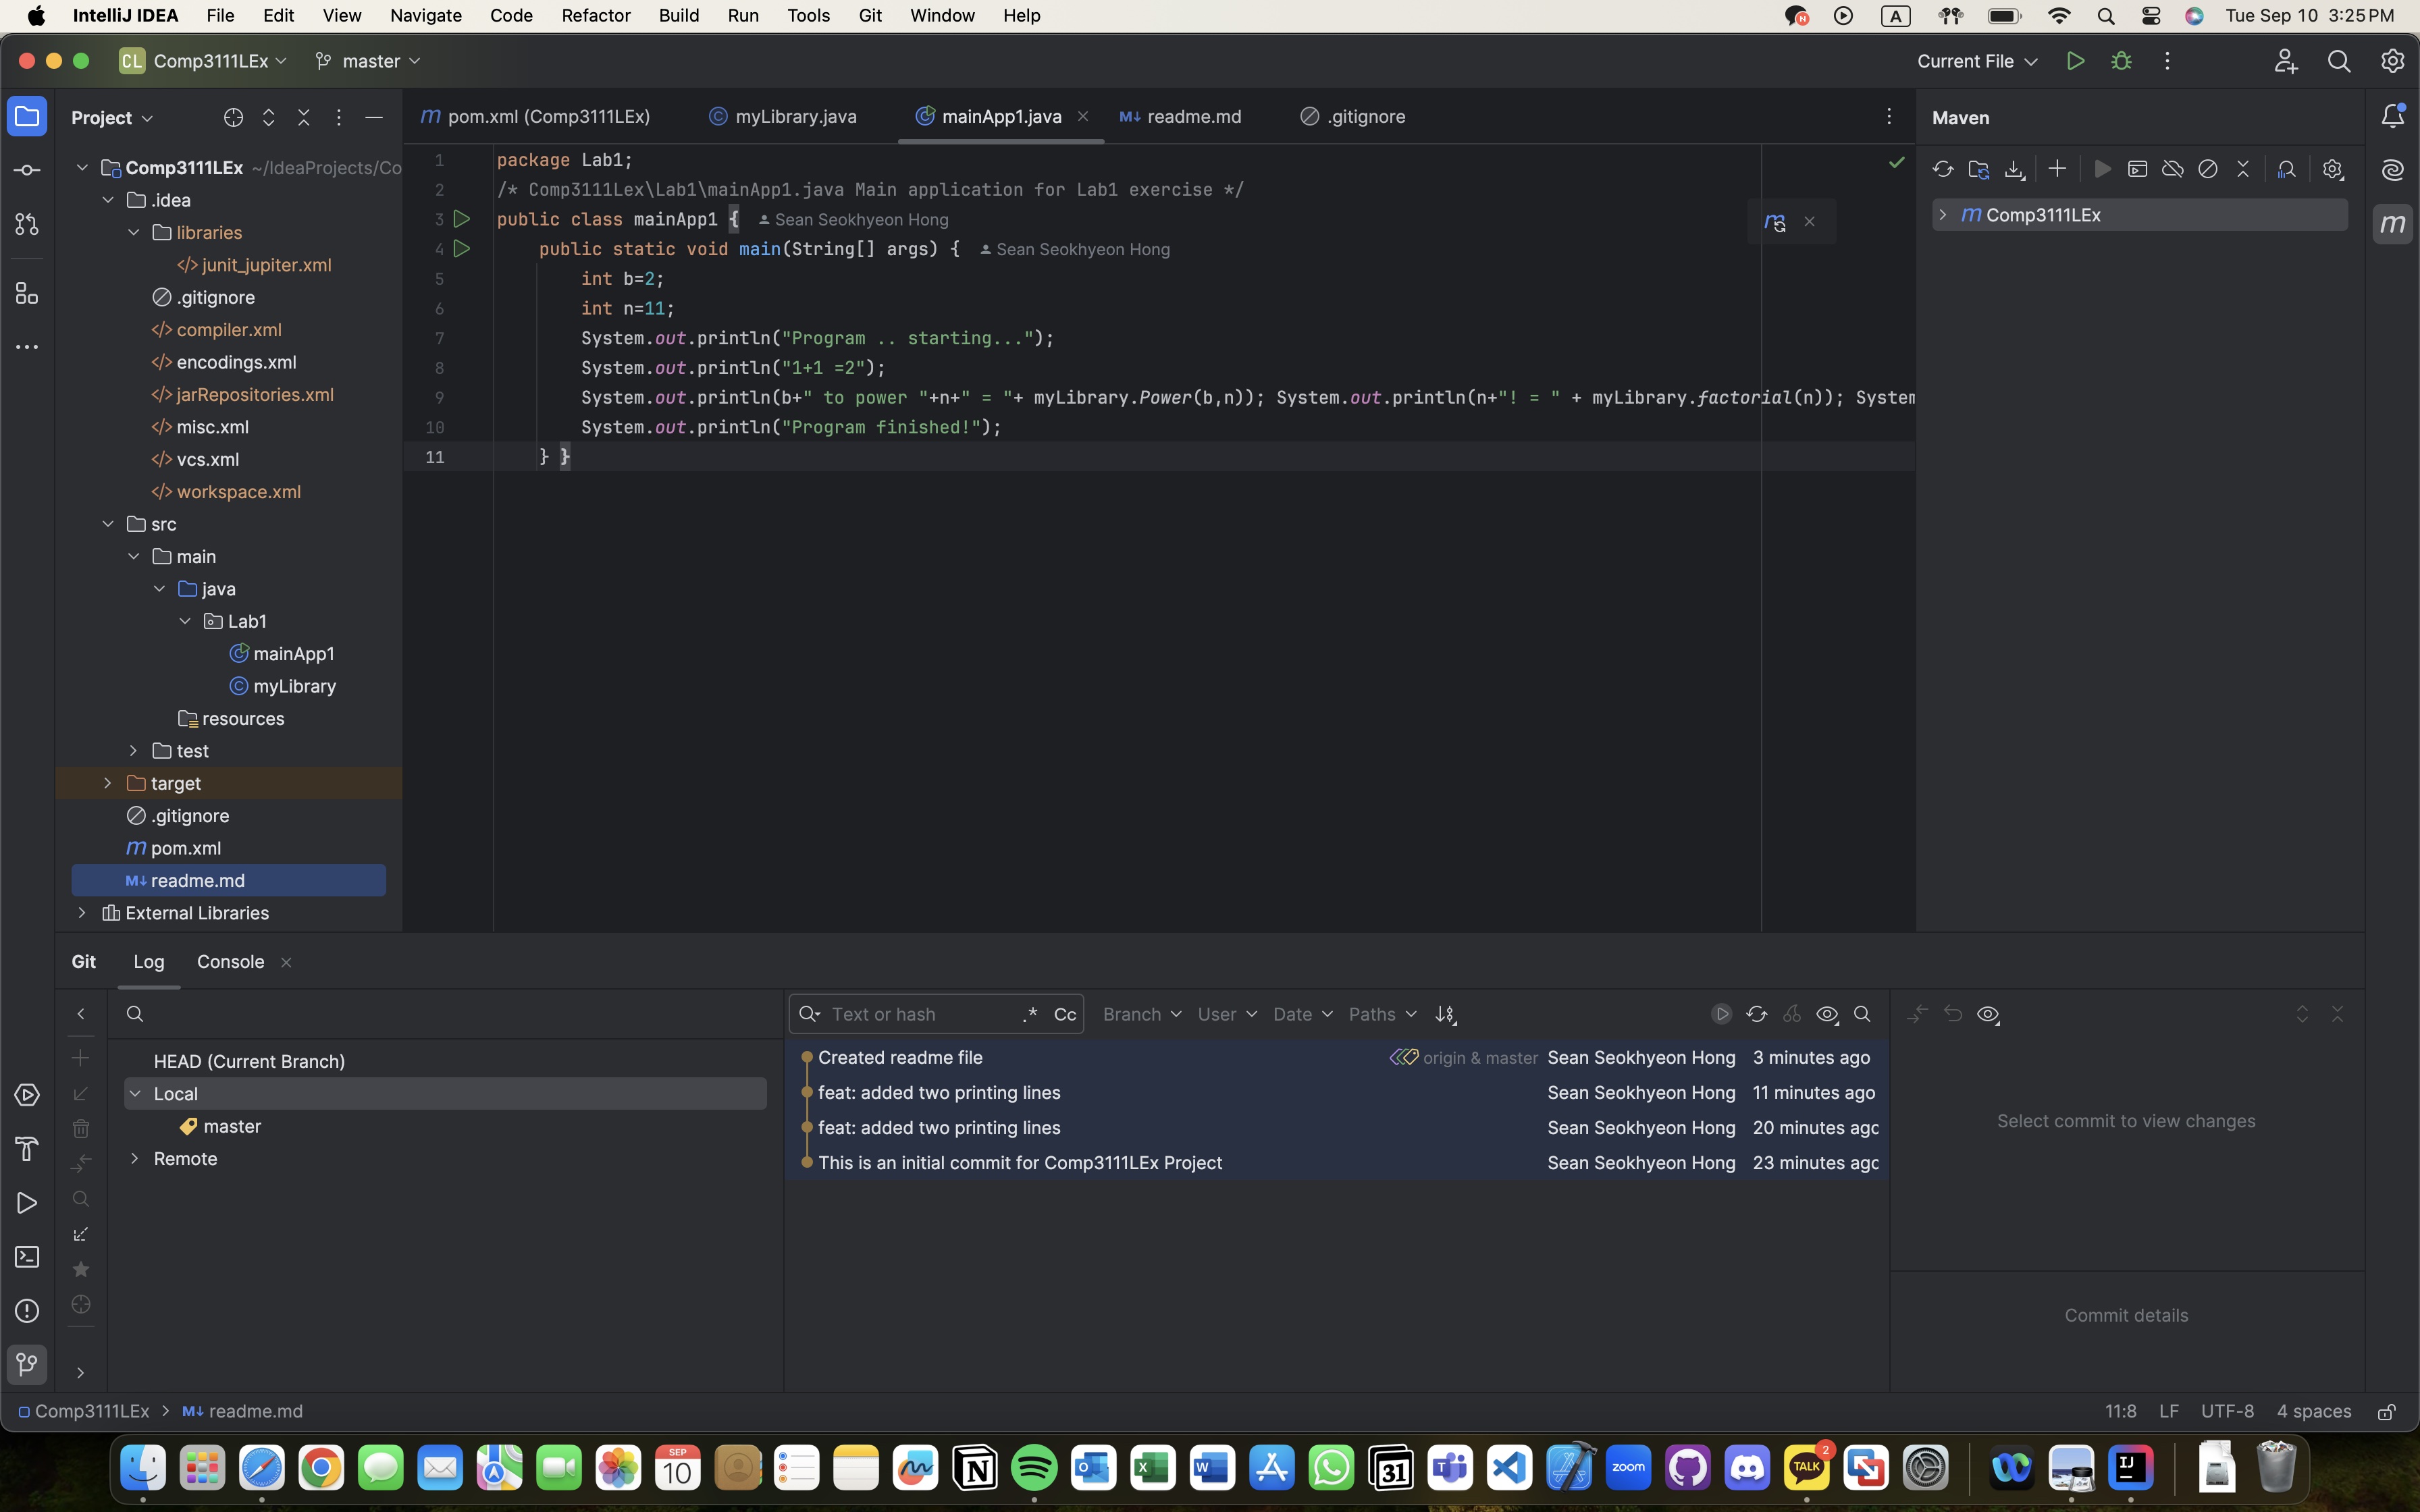 IntelliJ IDEA File Edit View Navigate Code Refactor Build Run Tools Git Window Help A Tue Sep 10 3:25 PM
CL Comp3111LEx master Current File
Project
pom.xml (Comp3111LEx) myLibrary.java mainApp1.java readme.md .gitignore
Maven
Comp3111LEx ~/IdeaProjects/Co
.idea
libraries
junit_jupiter.xml
.gitignore
compiler.xml
encodings.xml
jarRepositories.xml
misc.xml
vcs.xml
workspace.xml
src
main
java
Lab1
mainApp1
myLibrary
resources
test
target
.gitignore
pom.xml
readme.md
External Libraries
1 package Lab1;
2 /* Comp3111Lex\Lab1\mainApp1.java Main application for Lab1 exercise */
3 public class mainApp1 { Sean Seokhyeon Hong
4 public static void main(String[] args) { Sean Seokhyeon Hong
5 int b=2;
6 int n=11;
7 System.out.println("Program .. starting...");
8 System.out.println("1+1 =2");
9 System.out.println(b+" to power "+n+" = "+ myLibrary.Power(b,n)); System.out.println(n+"! = " + myLibrary.factorial(n)); System
10 System.out.println("Program finished!");
11 } }
Comp3111LEx
Git Log Console
Text or hash .* Cc Branch User Date Paths
HEAD (Current Branch)
Local
master
Remote
Created readme file origin & master Sean Seokhyeon Hong 3 minutes ago
feat: added two printing lines Sean Seokhyeon Hong 11 minutes ago
feat: added two printing lines Sean Seokhyeon Hong 20 minutes ago
This is an initial commit for Comp3111LEx Project Sean Seokhyeon Hong 23 minutes ago
Select commit to view changes
Commit details
Comp3111LEx > M↓ readme.md 11:8 LF UTF-8 4 spaces
SEP
10
31
zoom
TALK
2
IJ